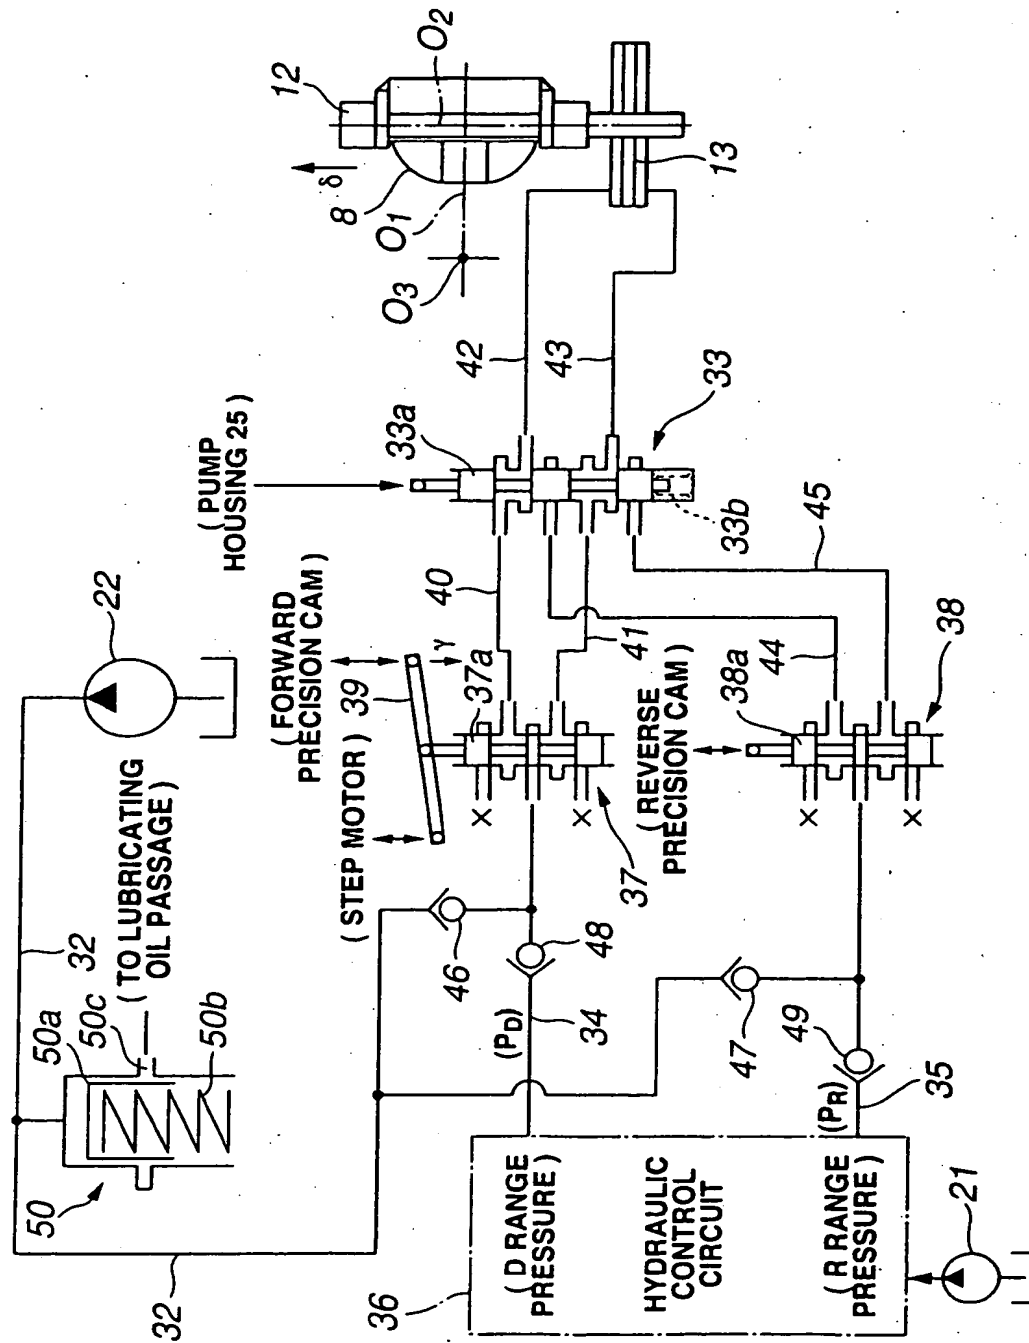 ( PUMP
HOUSING 25 )
22
32
( TO LUBRICATING
OIL PASSAGE )
50a
50c
50b
50
32
12
O2
δ
8
O1
O3
13
42
43
33a
33
33b
45
40
41
44
( FORWARD
PRECISION CAM )
γ
39
37a
( STEP MOTOR )
37
X
X
38a
38
( REVERSE
PRECISION CAM )
X
X
46
48
(PD)
34
47
49
(PR)
35
36
( D RANGE
PRESSURE )
HYDRAULIC
CONTROL
CIRCUIT
( R RANGE
PRESSURE )
21